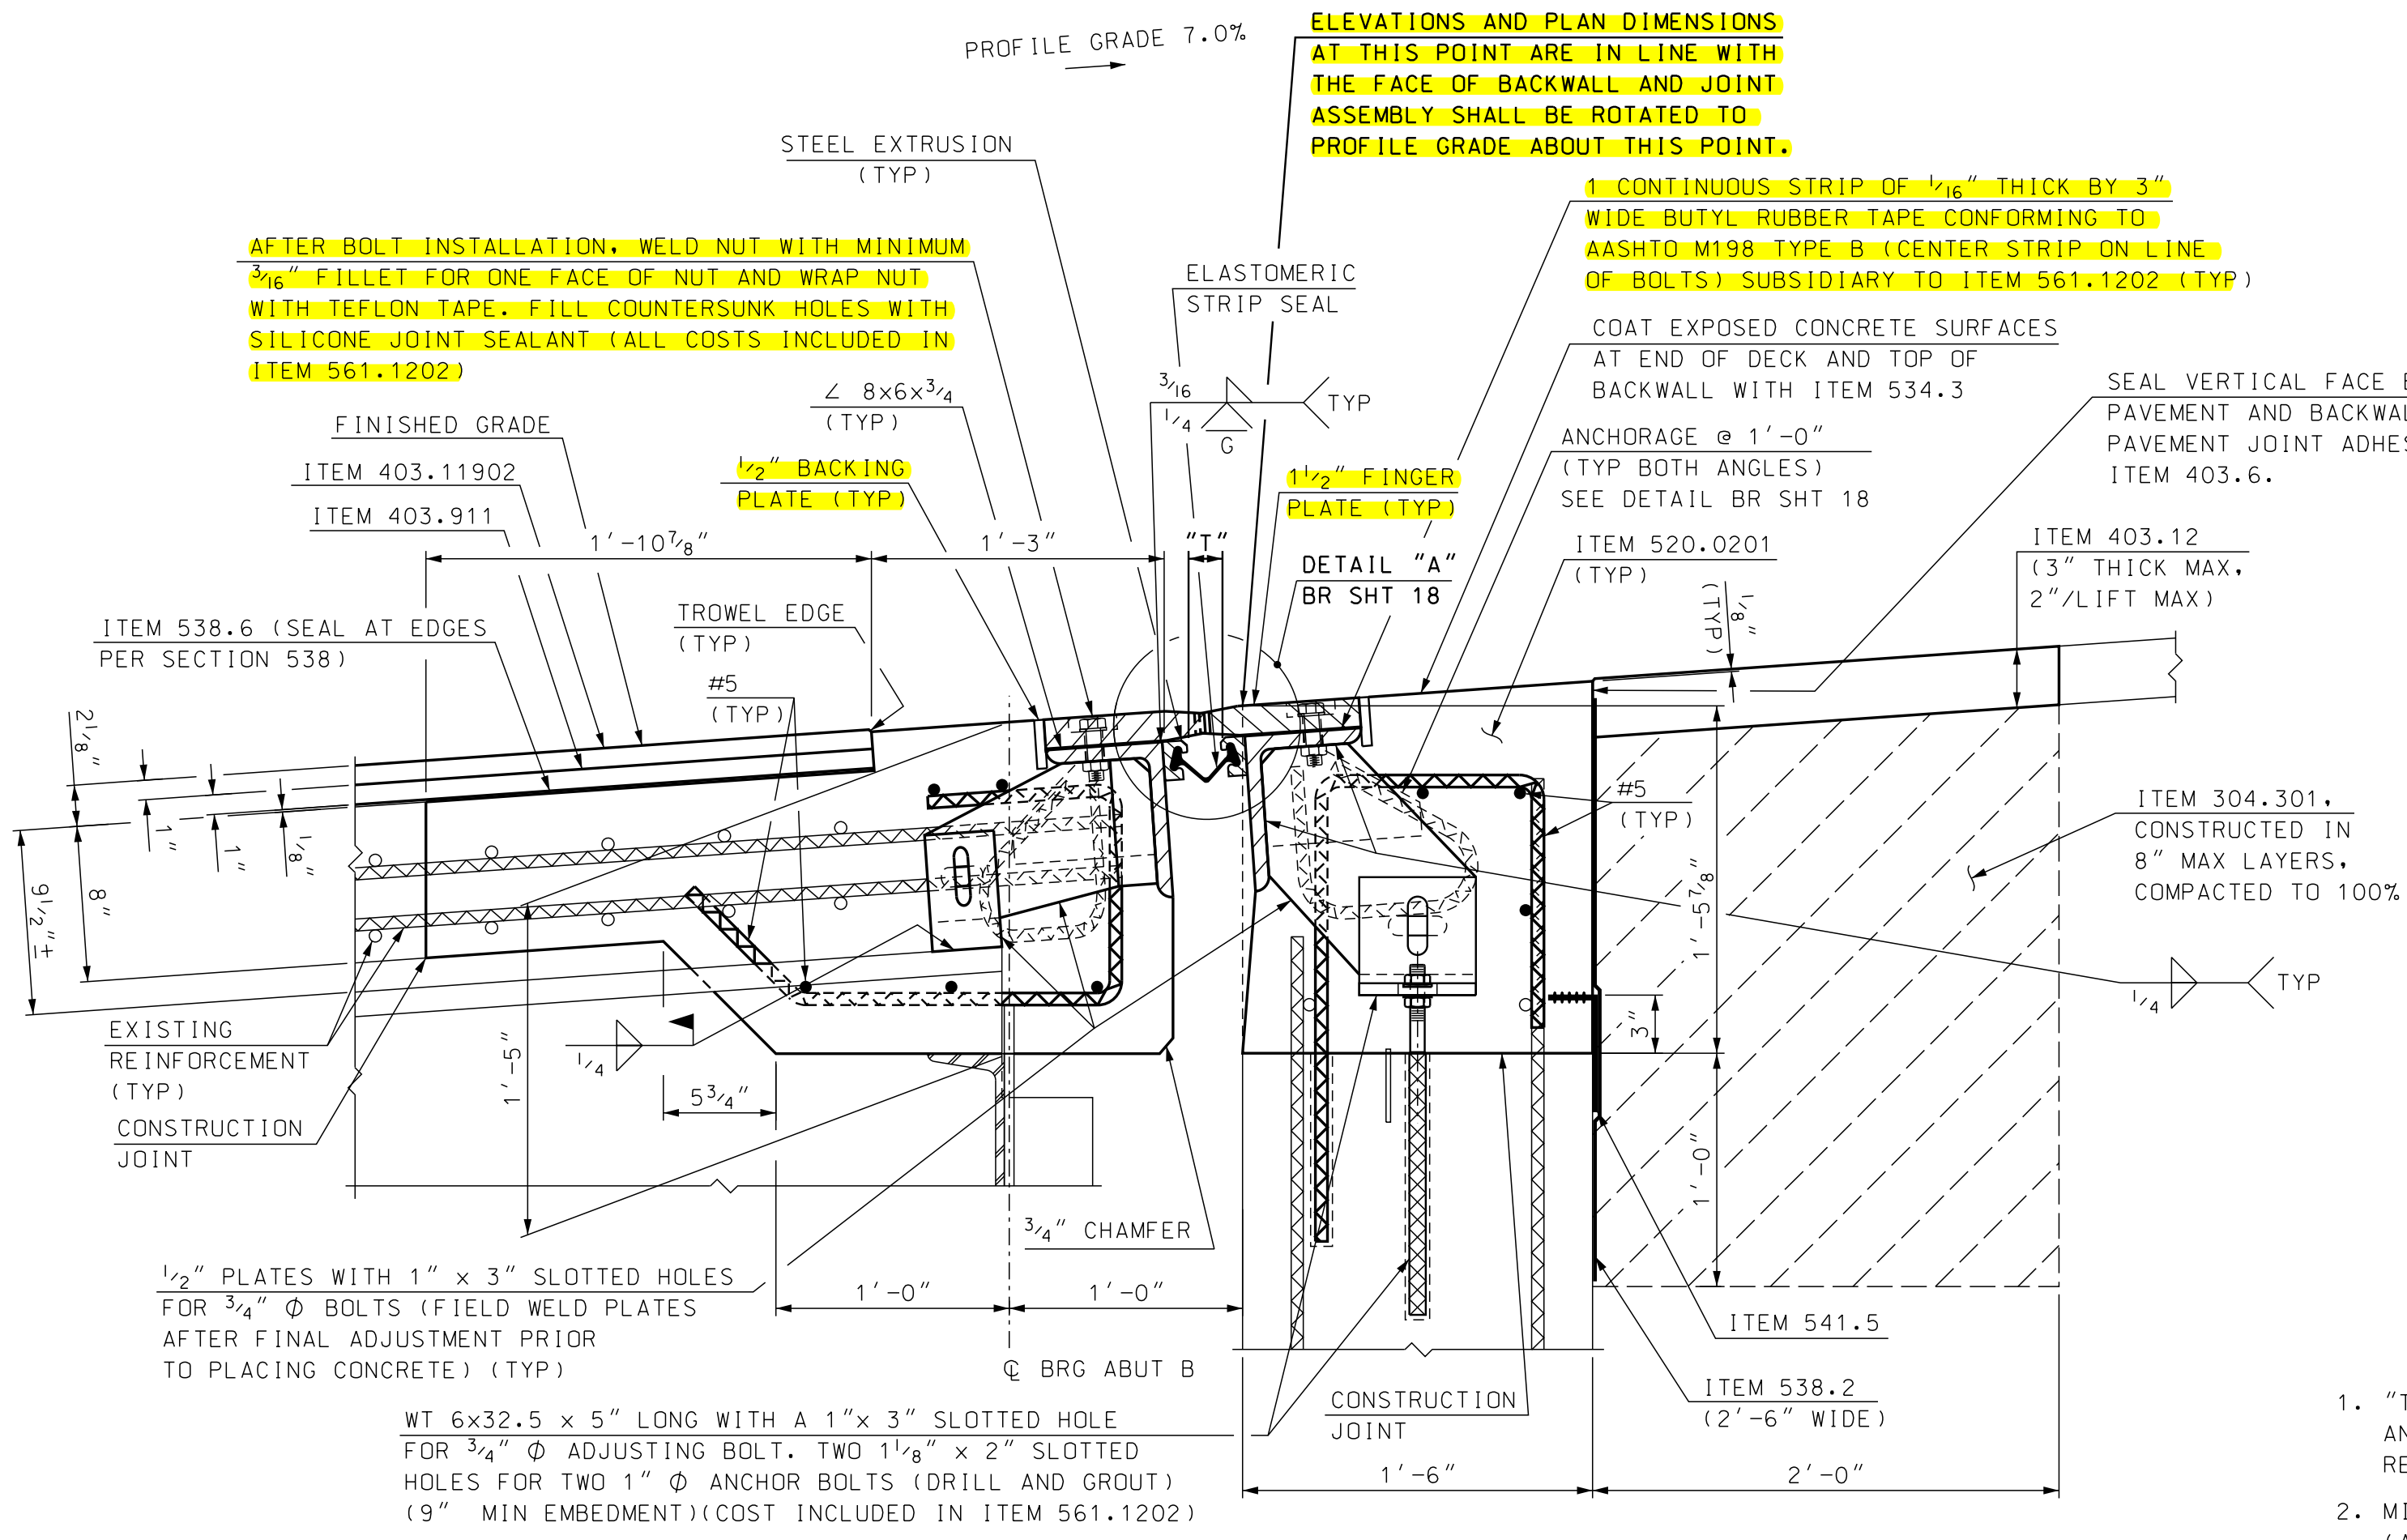 PROFILE GRADE 7.0%
ELEVATIONS AND PLAN DIMENSIONS
AT THIS POINT ARE IN LINE WITH
THE FACE OF BACKWALL AND JOINT
ASSEMBLY SHALL BE ROTATED TO
PROFILE GRADE ABOUT THIS POINT.
STEEL EXTRUSION
(TYP)
1 CONTINUOUS STRIP OF 1/16" THICK BY 3"
WIDE BUTYL RUBBER TAPE CONFORMING TO
AASHTO M198 TYPE B (CENTER STRIP ON LINE
OF BOLTS) SUBSIDIARY TO ITEM 561.1202 (TYP)
AFTER BOLT INSTALLATION, WELD NUT WITH MINIMUM
3/16" FILLET FOR ONE FACE OF NUT AND WRAP NUT
WITH TEFLON TAPE. FILL COUNTERSUNK HOLES WITH
SILICONE JOINT SEALANT (ALL COSTS INCLUDED IN
ITEM 561.1202)
ELASTOMERIC
STRIP SEAL
COAT EXPOSED CONCRETE SURFACES
AT END OF DECK AND TOP OF
BACKWALL WITH ITEM 534.3
SEAL VERTICAL FACE
PAVEMENT AND
PAVEMENT JOINT
ITEM 403.6.
3/16
1/4
TYP
G
∠ 8x6x3/4
(TYP)
FINISHED GRADE
ITEM 403.11902
ITEM 403.911
1/2" BACKING
PLATE (TYP)
1 1/2" FINGER
PLATE (TYP)
ANCHORAGE @ 1'-0"
(TYP BOTH ANGLES)
SEE DETAIL BR SHT 18
1'-10 7/8"
1'-3"
"T"
DETAIL "A"
BR SHT 18
ITEM 520.0201
(TYP)
ITEM 403.12
(3" THICK MAX,
2"/LIFT MAX)
1/8"
(TYP)
ITEM 538.6 (SEAL AT EDGES
PER SECTION 538)
TROWEL EDGE
(TYP)
#5
(TYP)
2 1/8"
1"
1"
1/8"
8"
9 1/2"±
#5
(TYP)
ITEM 304.301,
CONSTRUCTED IN
8" MAX LAYERS,
COMPACTED TO 100%
1'-5 7/8"
1/4
TYP
3"
EXISTING
REINFORCEMENT
(TYP)
CONSTRUCTION
JOINT
1/4
1'-5"
5 3/4"
1'-0"
3/4" CHAMFER
1/2" PLATES WITH 1" x 3" SLOTTED HOLES
FOR 3/4" Ø BOLTS (FIELD WELD PLATES
AFTER FINAL ADJUSTMENT PRIOR
TO PLACING CONCRETE) (TYP)
1'-0"
1'-0"
℄ BRG ABUT B
ITEM 541.5
ITEM 538.2
(2'-6" WIDE)
CONSTRUCTION
JOINT
WT 6x32.5 x 5" LONG WITH A 1"x 3" SLOTTED HOLE
FOR 3/4" Ø ADJUSTING BOLT. TWO 1 1/8" x 2" SLOTTED
HOLES FOR TWO 1" Ø ANCHOR BOLTS (DRILL AND GROUT)
(9" MIN EMBEDMENT)(COST INCLUDED IN ITEM 561.1202)
1'-6"
2'-0"
1.
2.